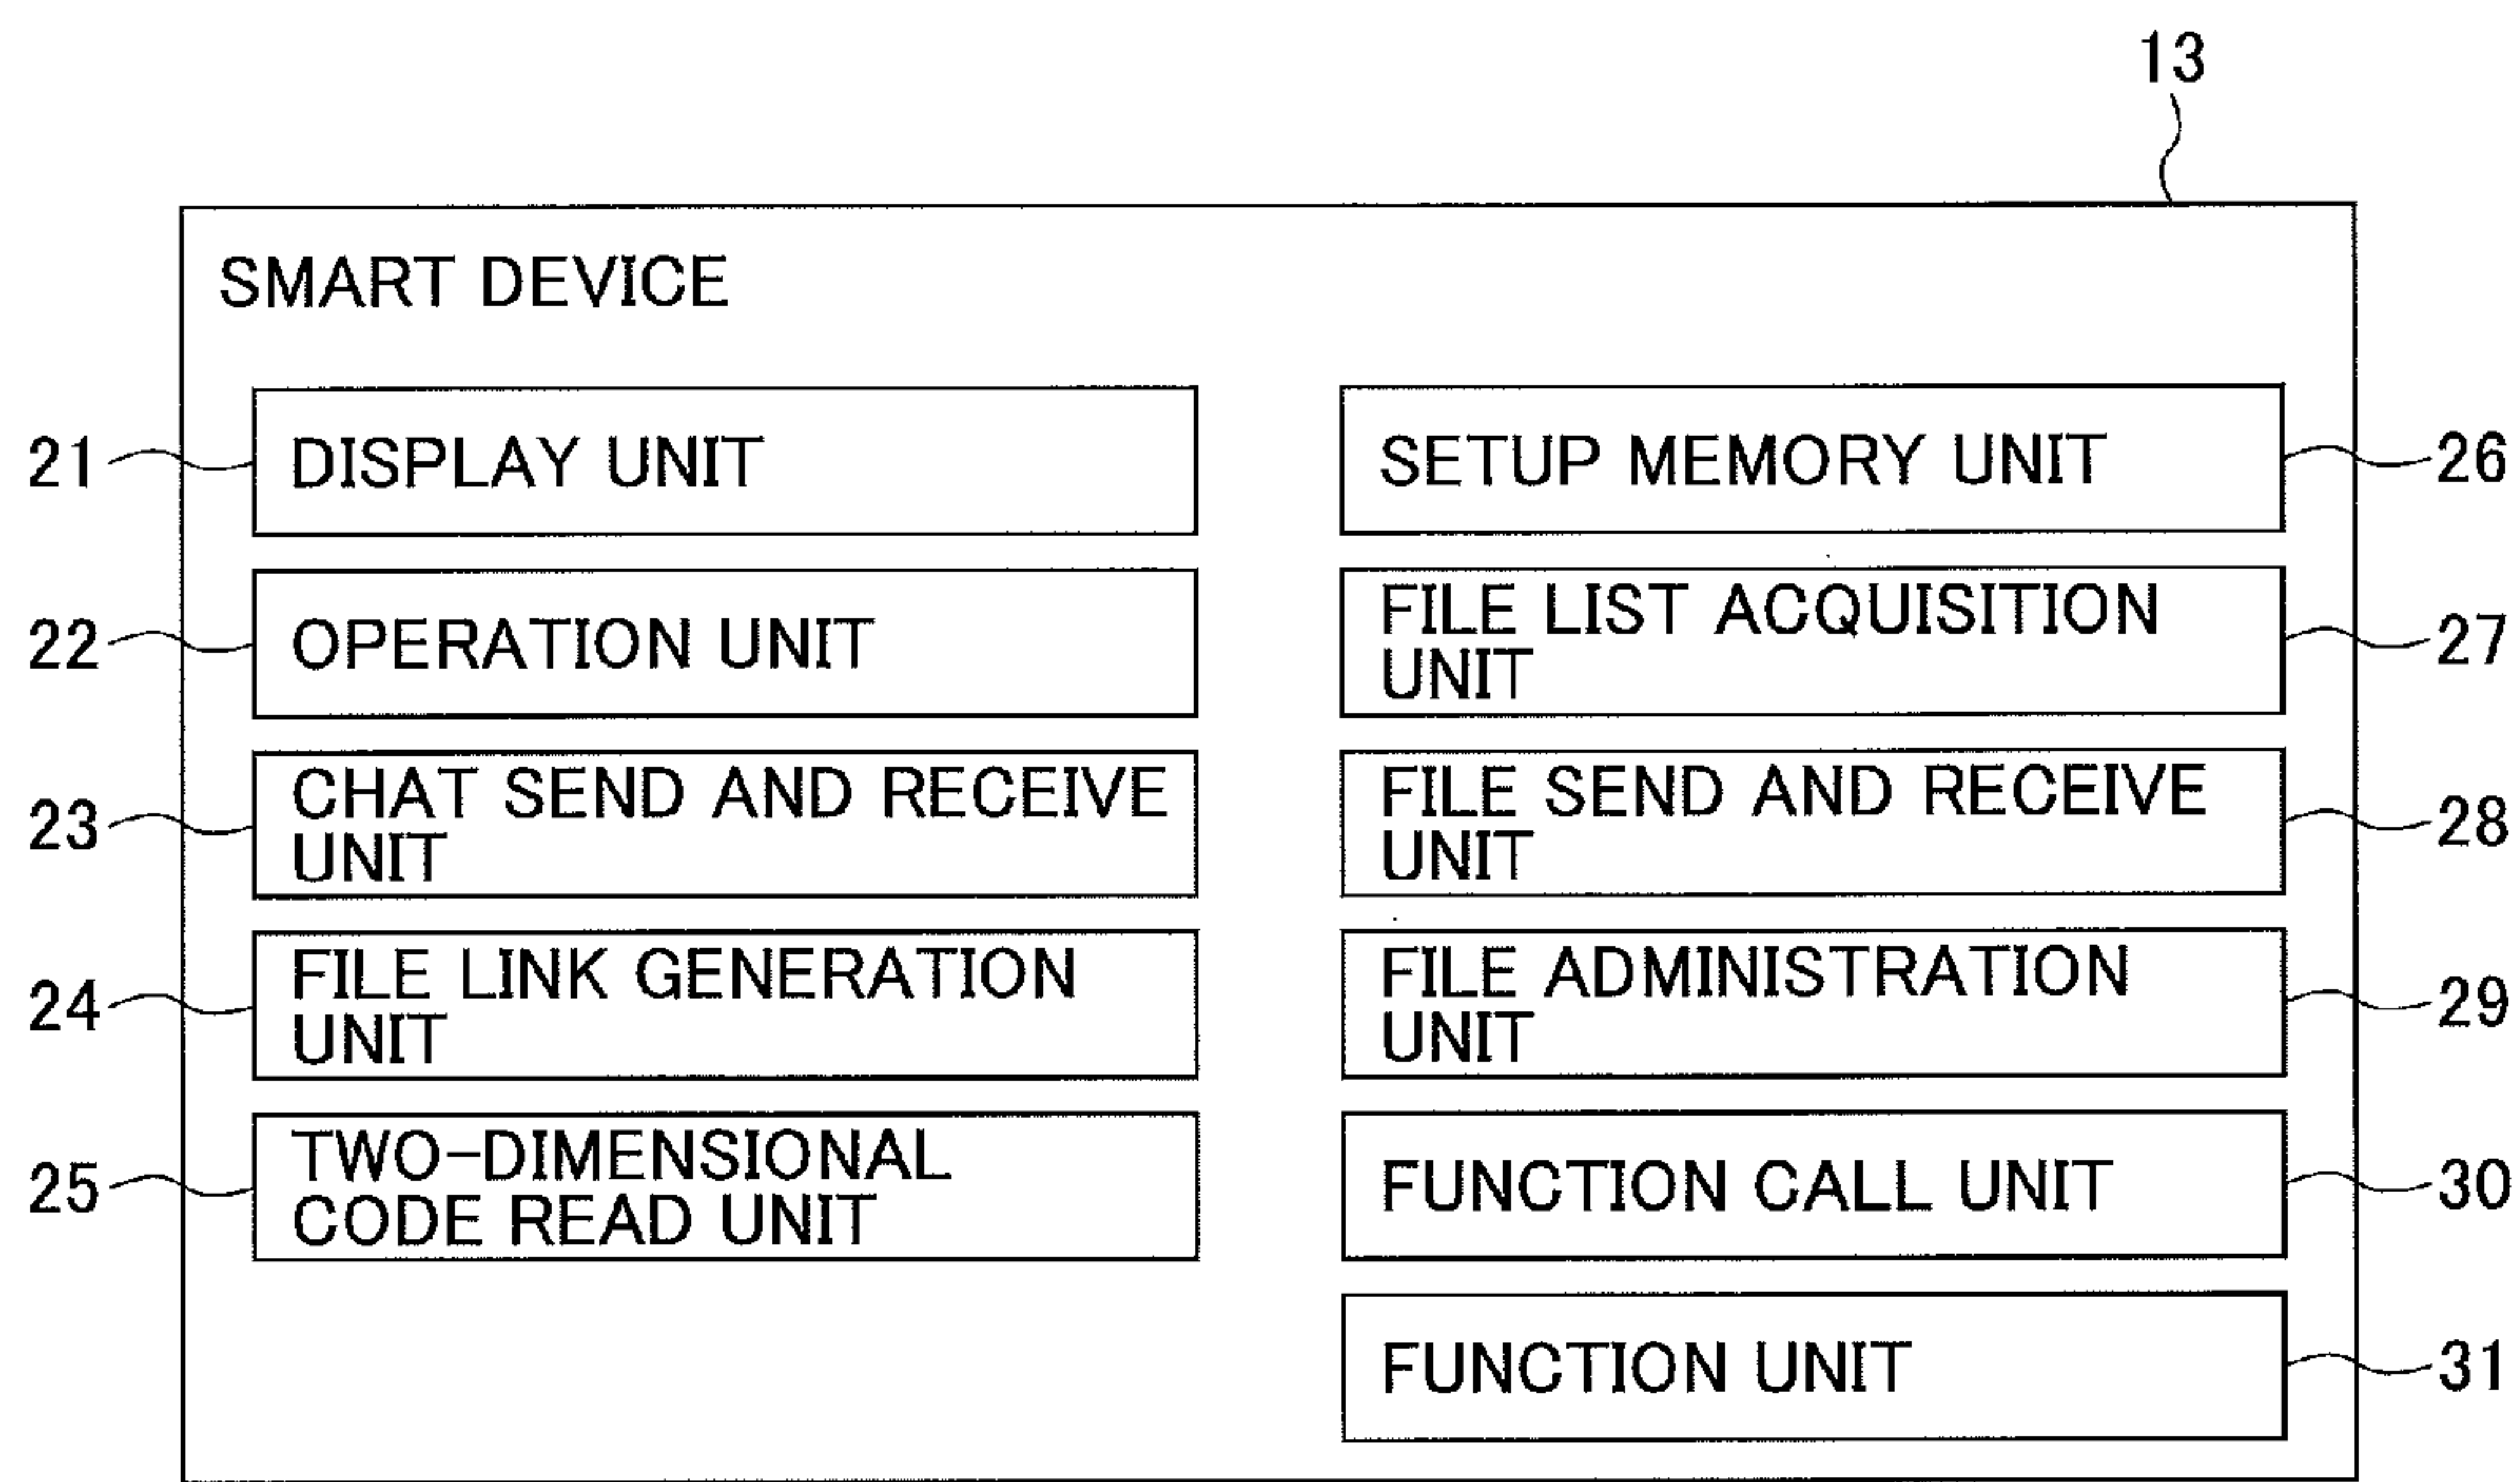 13
SMART DEVICE
21 DISPLAY UNIT
SETUP MEMORY UNIT 26
22 OPERATION UNIT
FILE LIST ACQUISITION
UNIT 27
23 CHAT SEND AND RECEIVE
UNIT
FILE SEND AND RECEIVE
UNIT 28
24 FILE LINK GENERATION
UNIT
FILE ADMINISTRATION
UNIT 29
25 TWO-DIMENSIONAL
CODE READ UNIT
FUNCTION CALL UNIT 30
FUNCTION UNIT 31